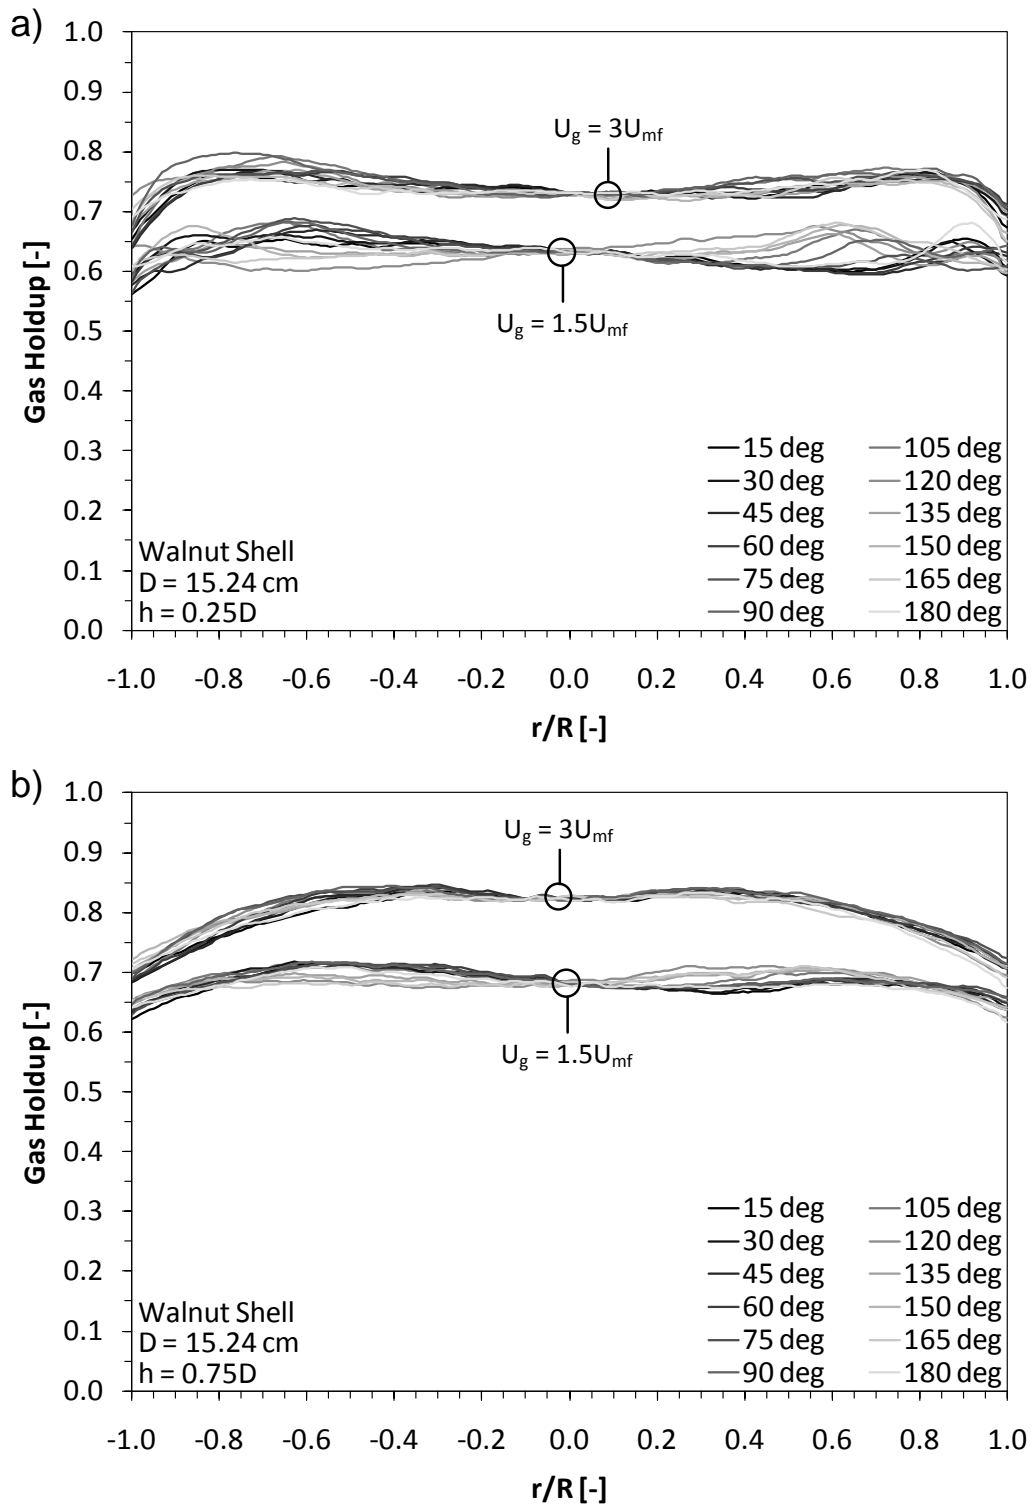 a)
1.0
0.9
0.8
0.7
0.6
0.5
0.4
0.3
0.2
0.1
0.0
Gas Holdup [-]
U_g = 3U_mf
U_g = 1.5U_mf
15 deg
30 deg
45 deg
60 deg
75 deg
90 deg
105 deg
120 deg
135 deg
150 deg
165 deg
180 deg
Walnut Shell
D = 15.24 cm
h = 0.25D
-1.0 -0.8 -0.6 -0.4 -0.2 0.0 0.2 0.4 0.6 0.8 1.0
r/R [-]
b)
1.0
0.9
0.8
0.7
0.6
0.5
0.4
0.3
0.2
0.1
0.0
Gas Holdup [-]
U_g = 3U_mf
U_g = 1.5U_mf
15 deg
30 deg
45 deg
60 deg
75 deg
90 deg
105 deg
120 deg
135 deg
150 deg
165 deg
180 deg
Walnut Shell
D = 15.24 cm
h = 0.75D
-1.0 -0.8 -0.6 -0.4 -0.2 0.0 0.2 0.4 0.6 0.8 1.0
r/R [-]